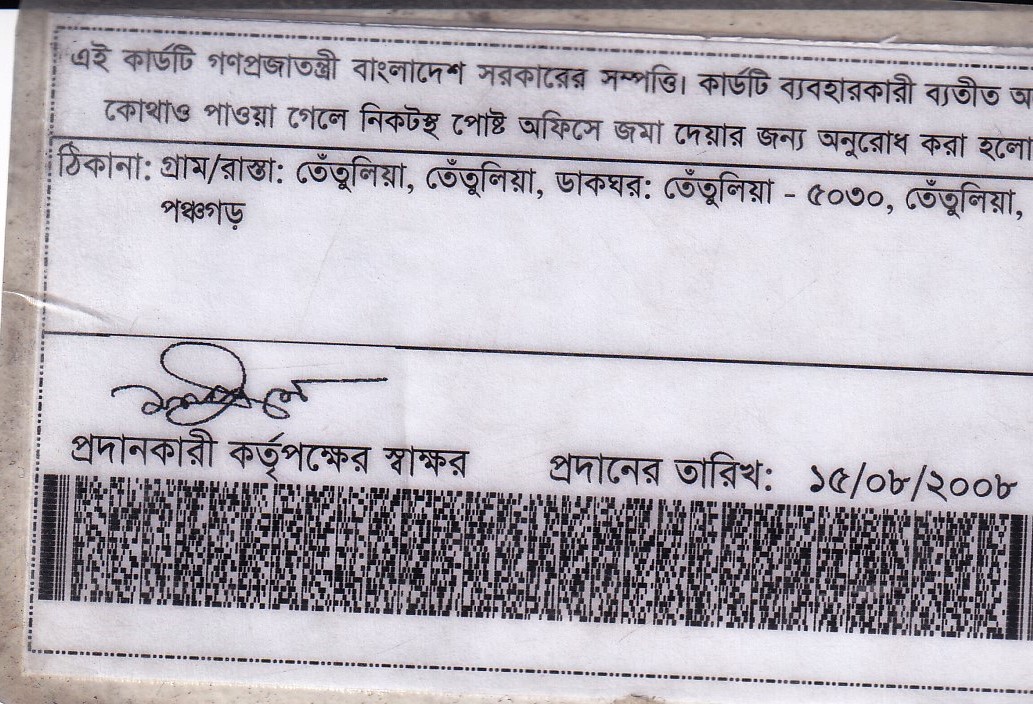 এই কার্ডটি গণপ্রজাতন্ত্রী বাংলাদেশ সরকারের সম্পত্তি। কার্ডটি ব্যবহারকারী ব্যতীত অ
কোথাও পাওয়া গেলে নিকটস্থ পোষ্ট অফিসে জমা দেয়ার জন্য অনুরোধ করা হলো
ঠিকানা: গ্রাম/রাস্তা: তেঁতুলিয়া, তেঁতুলিয়া, ডাকঘর: তেঁতুলিয়া - ৫০৩০, তেঁতুলিয়া,
পঞ্চগড়
প্রদানকারী কর্তৃপক্ষের স্বাক্ষর প্রদানের তারিখ: ১৫/০৮/২০০৮